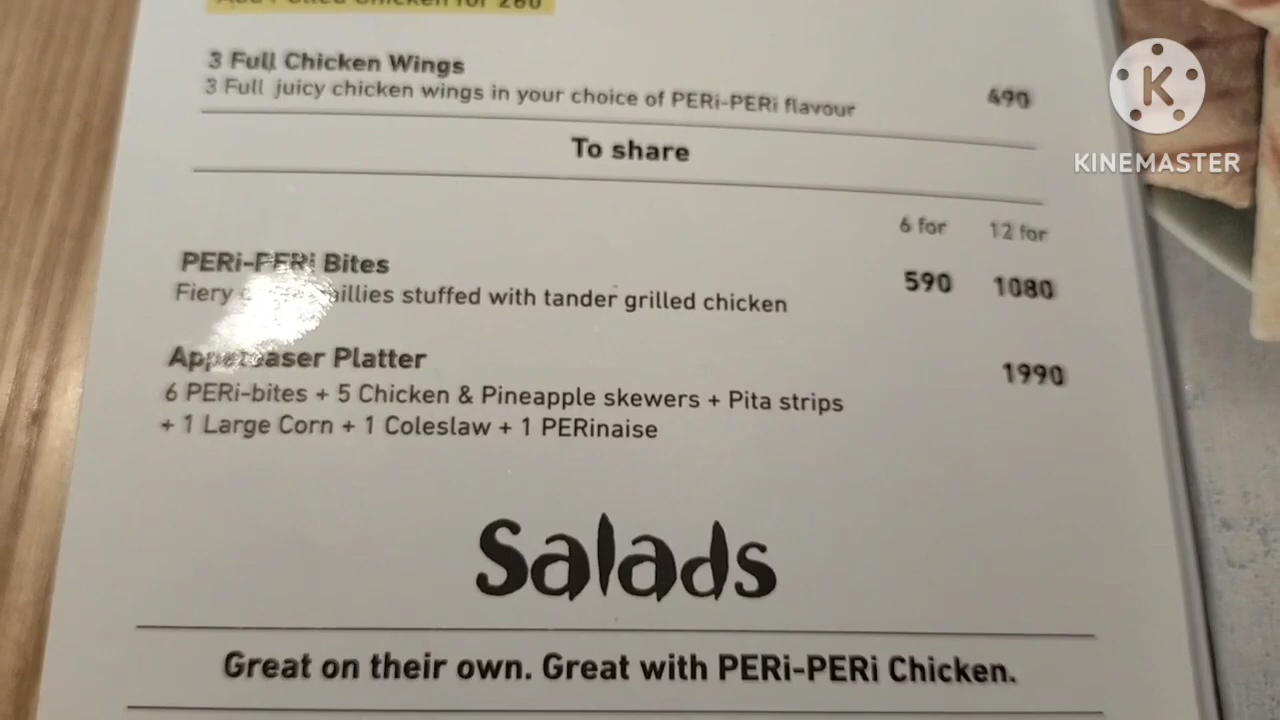 Chicken for 260
3 Full Chicken Wings
3 Full juicy chicken wings in your choice of PERi-PERi flavour 490
To share
6 for 12 for
PERi-PERi Bites
Fiery stuffed with tander grilled chicken 590 1080
Platter 1990
6 PERi-bites + 5 Chicken & Pineapple skewers + Pita strips
+ 1 Large Corn + 1 Coleslaw + 1 PERinaise
Salads
Great on their own. Great with PERi-PERi Chicken.
K
KINEMASTER